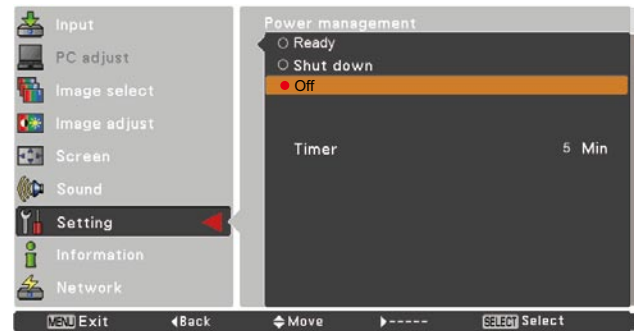 Input
PC adjust
Image select
Image adjust
Screen
Sound
Setting
Information
Network
Power management
Ready
Shut down
Off
Timer 5 Min
MENU Exit Back Move ----- SELECT Select